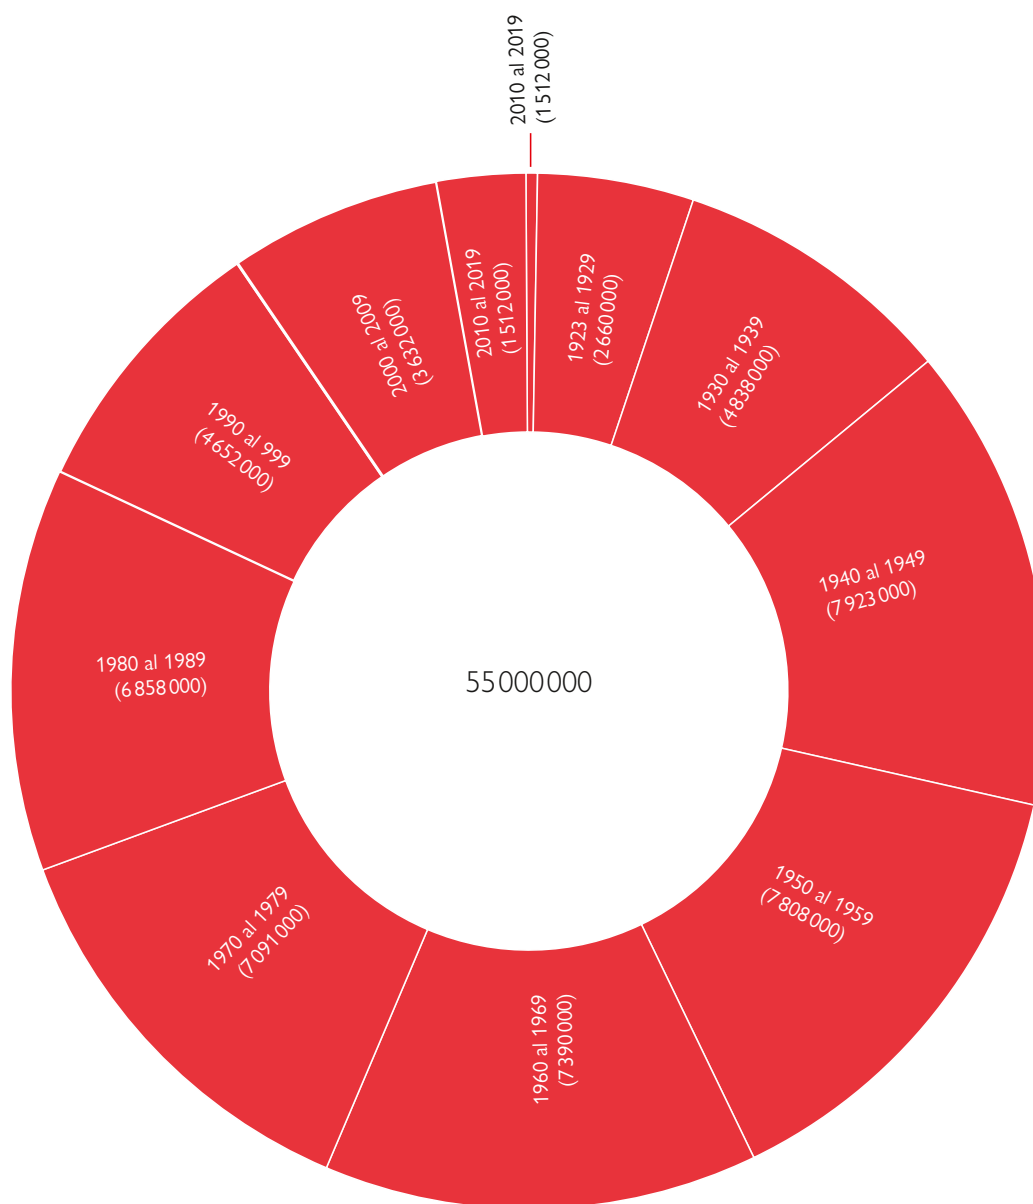 2010 al 2019
(1 512 000)
1923 al 1929
(2 660 000)
1930 al 1939
(4 838 000)
1940 al 1949
(7 923 000)
1950 al 1959
(7 808 000)
1960 al 1969
(7 390 000)
1970 al 1979
(7 091 000)
1980 al 1989
(6 858 000)
1990 al 999
(4 652 000)
2000 al 2009
(3 632 000)
2010 al 2019
(1 512 000)
55 000 000